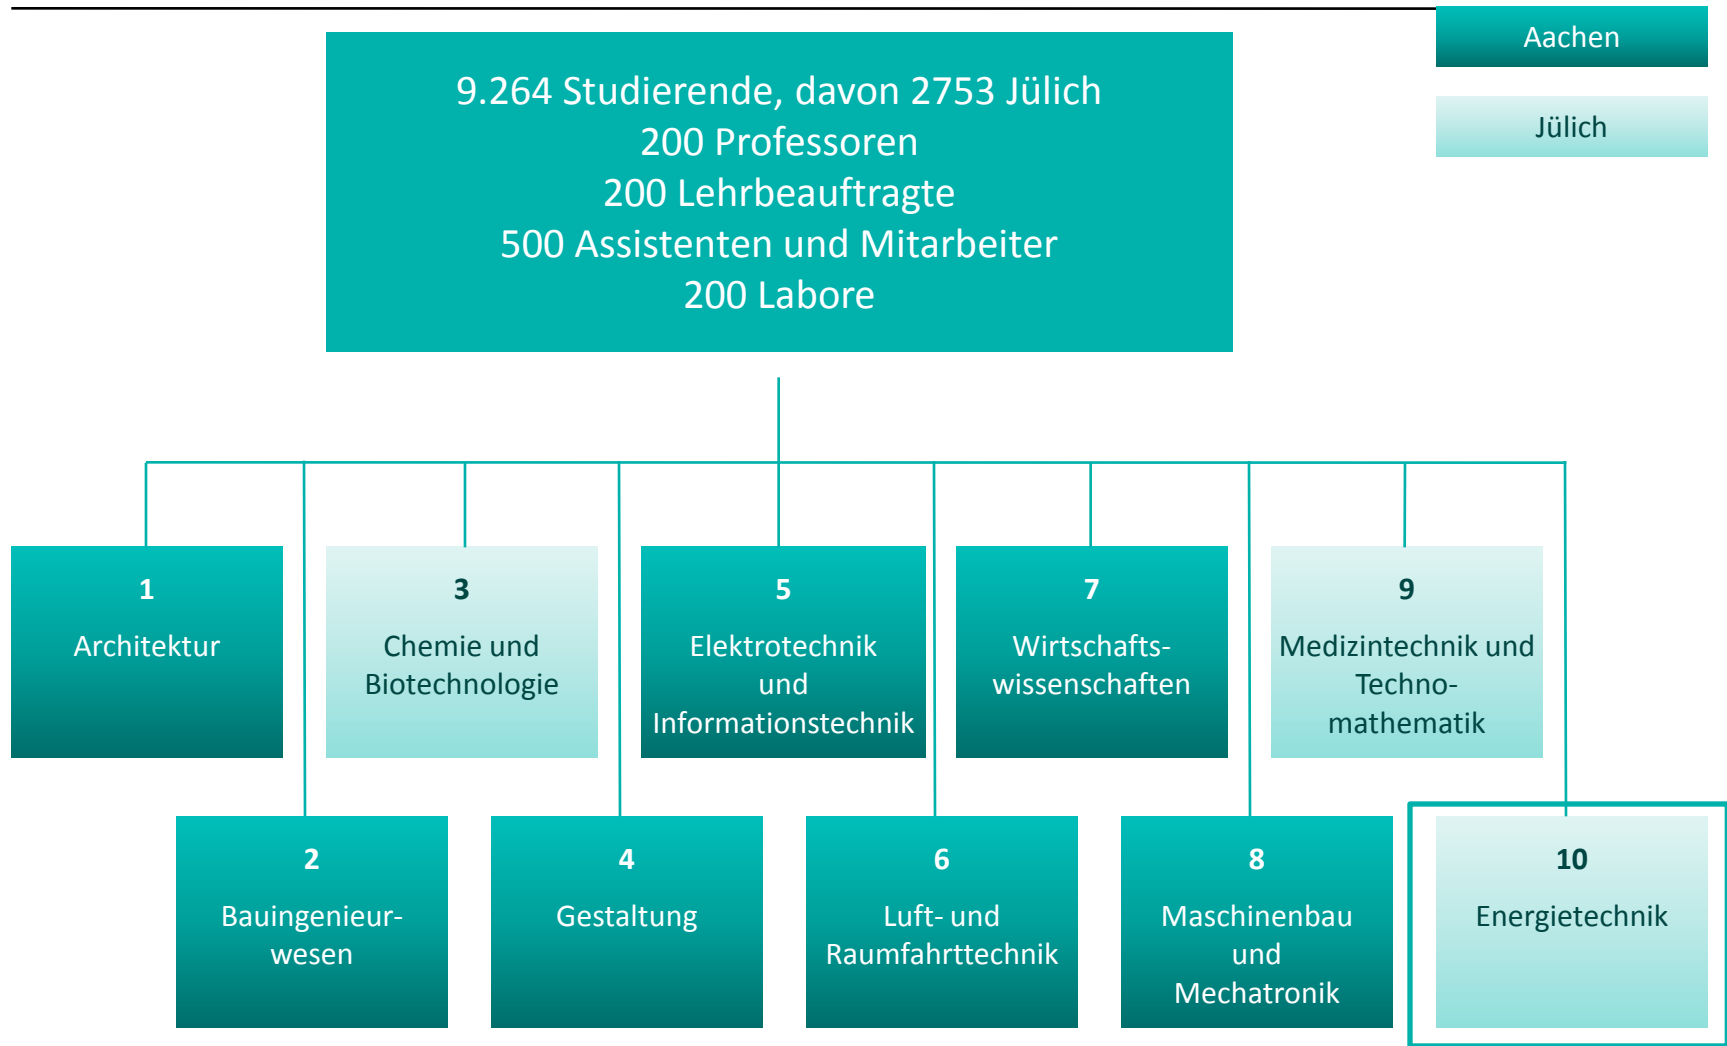 Aachen
Jülich
9.264 Studierende, davon 2753 Jülich
200 Professoren
200 Lehrbeauftragte
500 Assistenten und Mitarbeiter
200 Labore
1
Architektur
3
Chemie und
Biotechnologie
5
Elektrotechnik
und
Informationstechnik
7
Wirtschafts-
wissenschaften
9
Medizintechnik und
Techno-
mathematik
2
Bauingenieur-
wesen
4
Gestaltung
6
Luft- und
Raumfahrttechnik
8
Maschinenbau
und
Mechatronik
10
Energietechnik